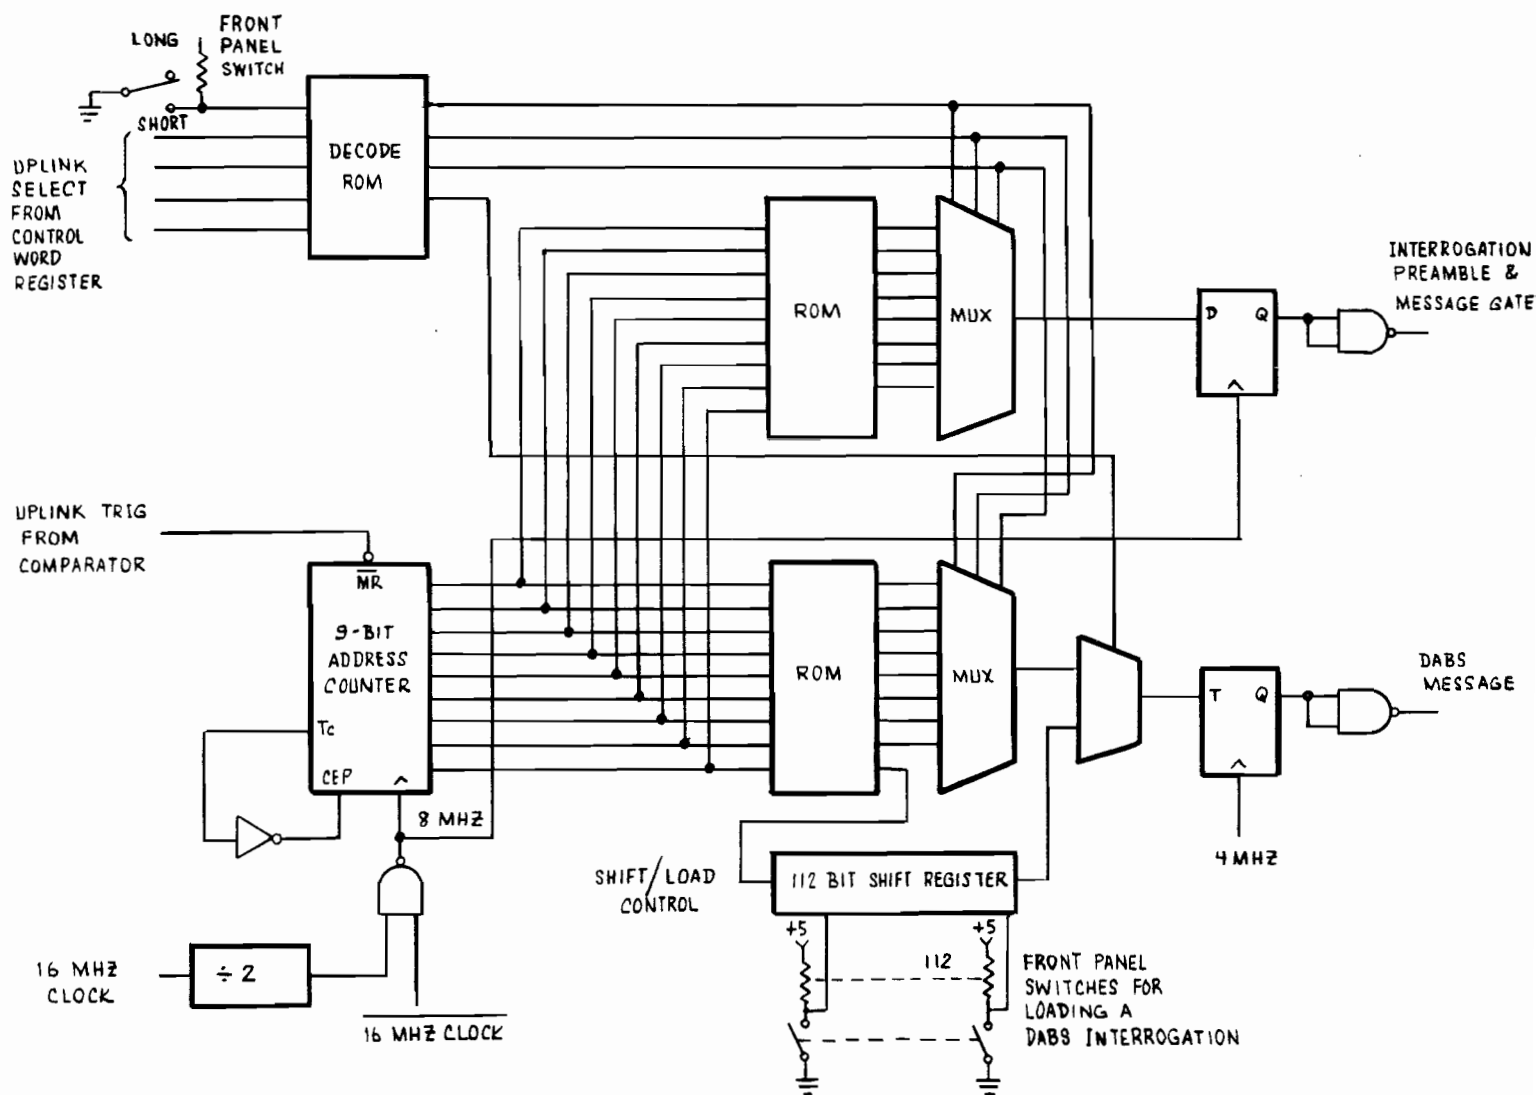 LONG
FRONT
PANEL
SWITCH
SHORT
UPLINK
SELECT
FROM
CONTROL
WORD
REGISTER
DECODE
ROM
ROM
MUX
D Q
INTERROGATION
PREAMBLE &
MESSAGE GATE
UPLINK TRIG
FROM
COMPARATOR
MR
9-BIT
ADDRESS
COUNTER
Tc
CEP
8 MHZ
ROM
MUX
T Q
DABS
MESSAGE
4 MHZ
SHIFT/LOAD
CONTROL
112 BIT SHIFT REGISTER
+5
+5
112
FRONT PANEL
SWITCHES FOR
LOADING A
DABS INTERROGATION
16 MHZ
CLOCK
÷ 2
16 MHZ CLOCK